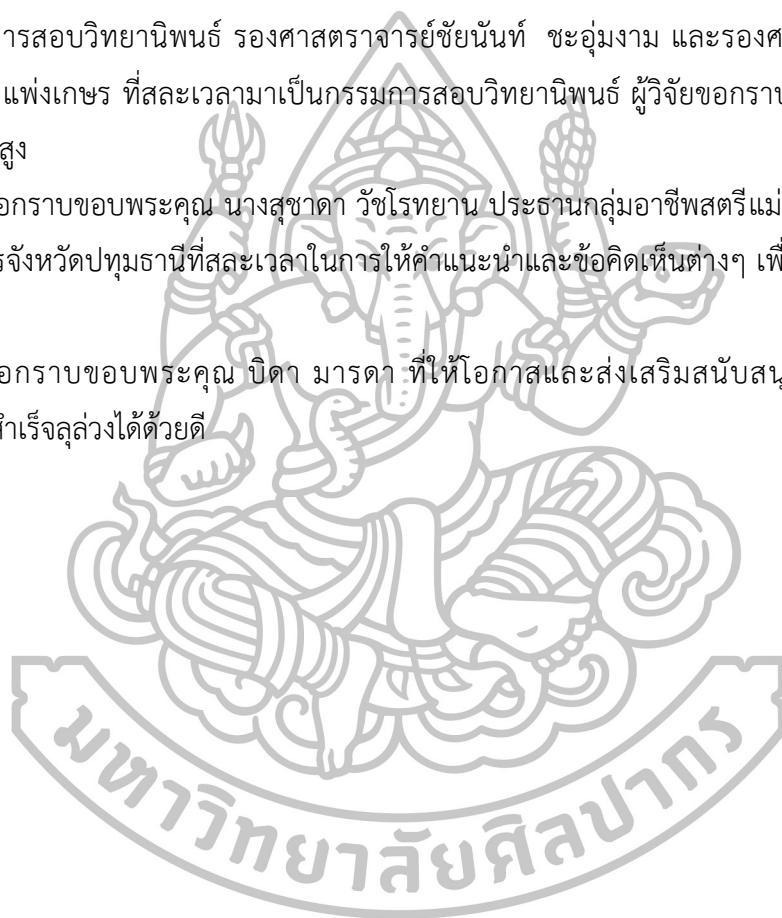 ารสอบวิทยานิพนธ์ รองศาสตราจารย์ชัยนันท์ ชะอุ่มงาม และรองศ
แพ่งเกษร ที่สละเวลามาเป็นกรรมการสอบวิทยานิพนธ์ ผู้วิจัยขอกราบ
สูง
อกราบขอบพระคุณ นางสุชาดา วัชโรทยาน ประธานกลุ่มอาชีพสตรีแม่
รจังหวัดปทุมธานีที่สละเวลาในการให้คำแนะนำและข้อคิดเห็นต่างๆ เพื่
อกราบขอบพระคุณ บิดา มารดา ที่ให้โอกาสและส่งเสริมสนับสนุ
สำเร็จลุล่วงได้ด้วยดี
มหาวิทยาลัยศิลปากร